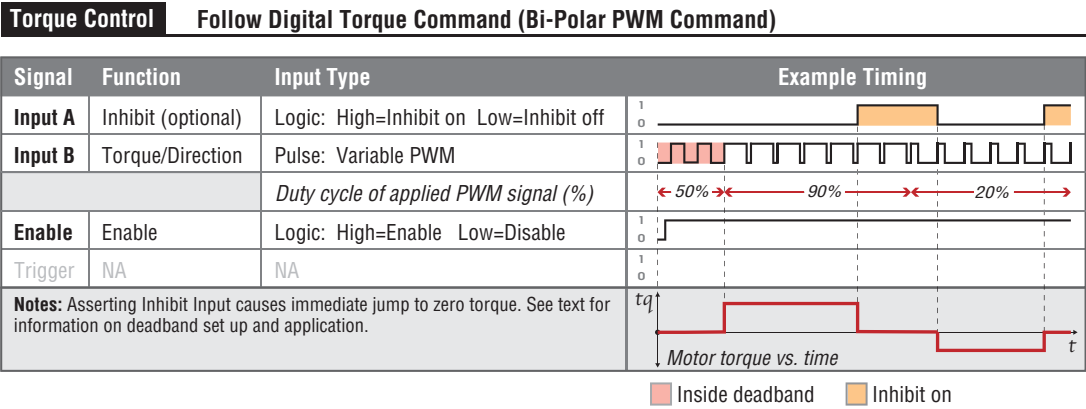 Torque Control Follow Digital Torque Command (Bi-Polar PWM Command)
Signal Function Input Type Example Timing
Input A Inhibit (optional) Logic: High=Inhibit on Low=Inhibit off 1
0
Input B Torque/Direction Pulse: Variable PWM 1
0
Duty cycle of applied PWM signal (%) 50% 90% 20%
Enable Enable Logic: High=Enable Low=Disable 1
0
Trigger NA NA 1
0
Notes: Asserting Inhibit Input causes immediate jump to zero torque. See text for
information on deadband set up and application.
tq
t
Motor torque vs. time
Inside deadband Inhibit on